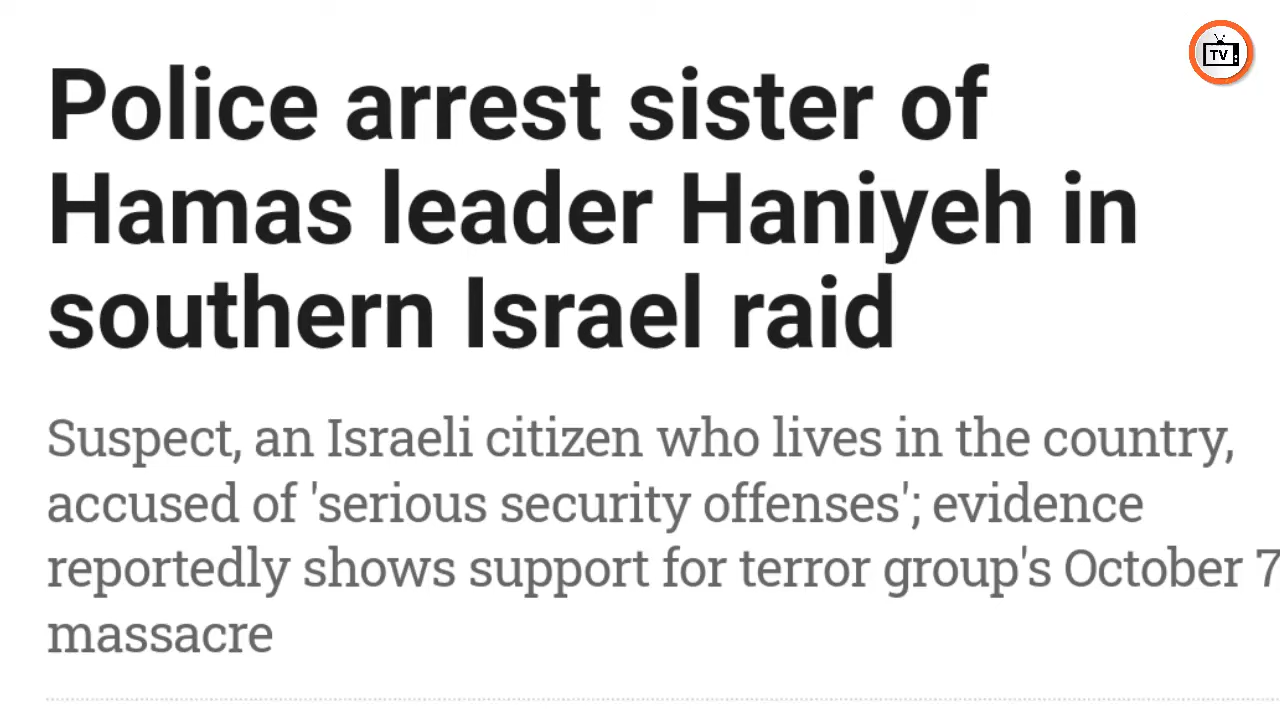 TV
Police arrest sister of
Hamas leader Haniyeh in
southern Israel raid
Suspect, an Israeli citizen who lives in the country,
accused of 'serious security offenses'; evidence
reportedly shows support for terror group's October 7
massacre